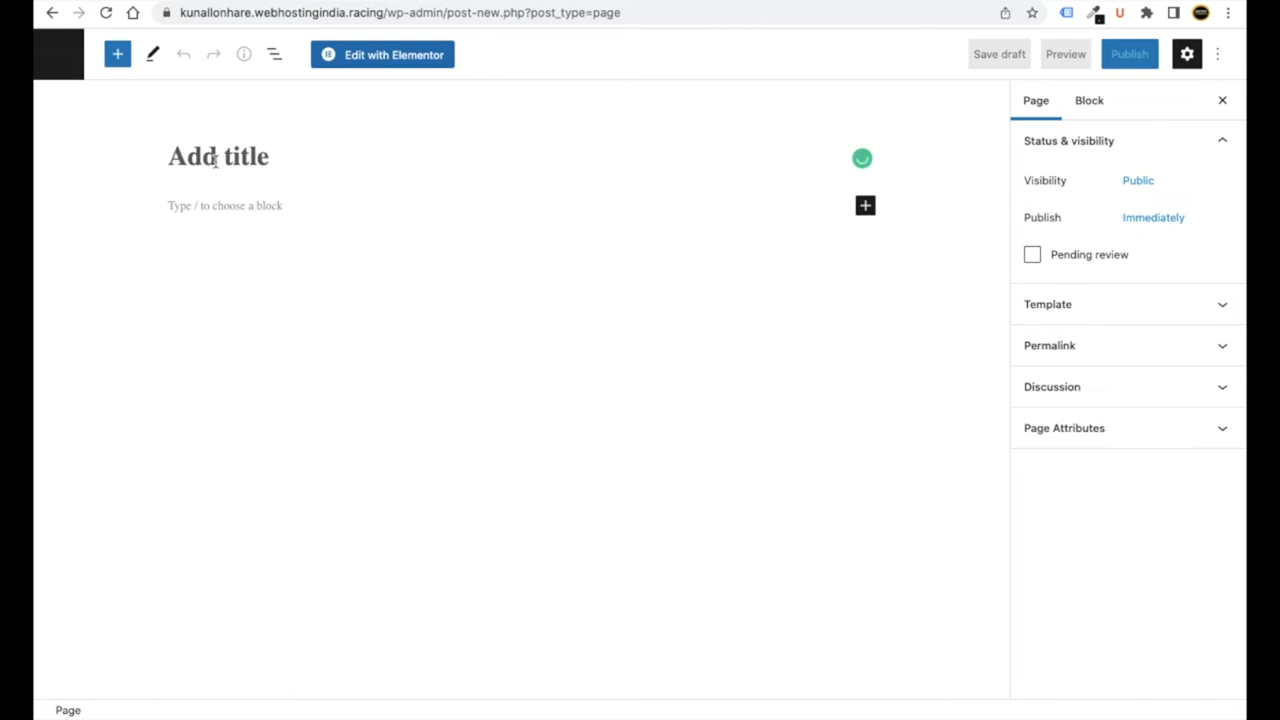 kunallonhare.webhostingindia.racing/wp-admin/post-new.php?post_type=page
Edit with Elementor
Save draft
Preview
Publish
Page
Block
Add title
Status & visibility
Type / to choose a block
Visibility
Public
Publish
Immediately
Pending review
Template
Permalink
Discussion
Page Attributes
Page